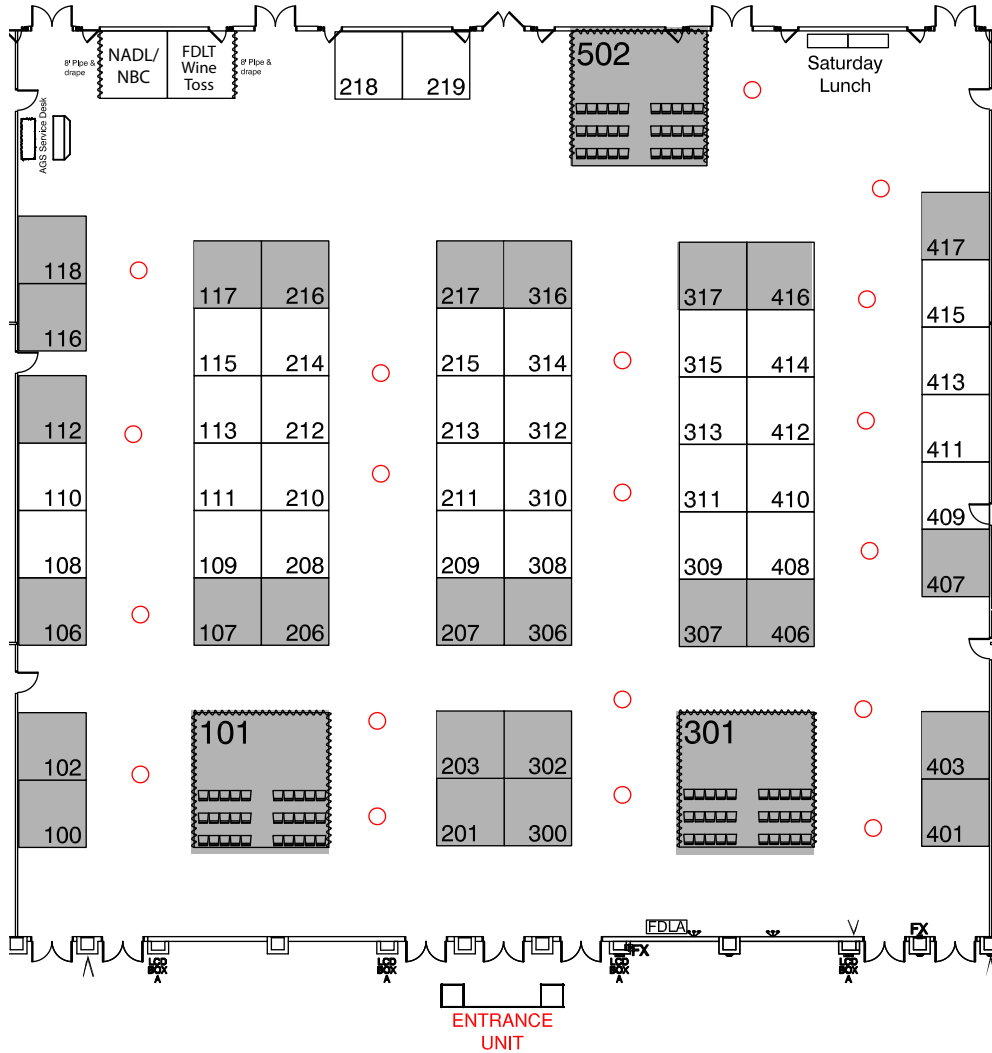 NADL/
NBC
FDLT
Wine
Toss
8' Pipe &
drape
8' Pipe &
drape
218
219
502
Saturday
Lunch
AGS Service Desk
118
116
112
110
108
106
102
100
117
216
115
214
113
212
111
210
109
208
107
206
101
217
316
215
314
213
312
211
310
209
308
207
306
203
302
201
300
317
416
315
414
313
412
311
410
309
408
307
406
301
417
415
413
411
409
407
403
401
FDLA
FX
FX
LCD
BOX
A
LCD
BOX
A
LCD
BOX
A
LCD
BOX
A
ENTRANCE
UNIT